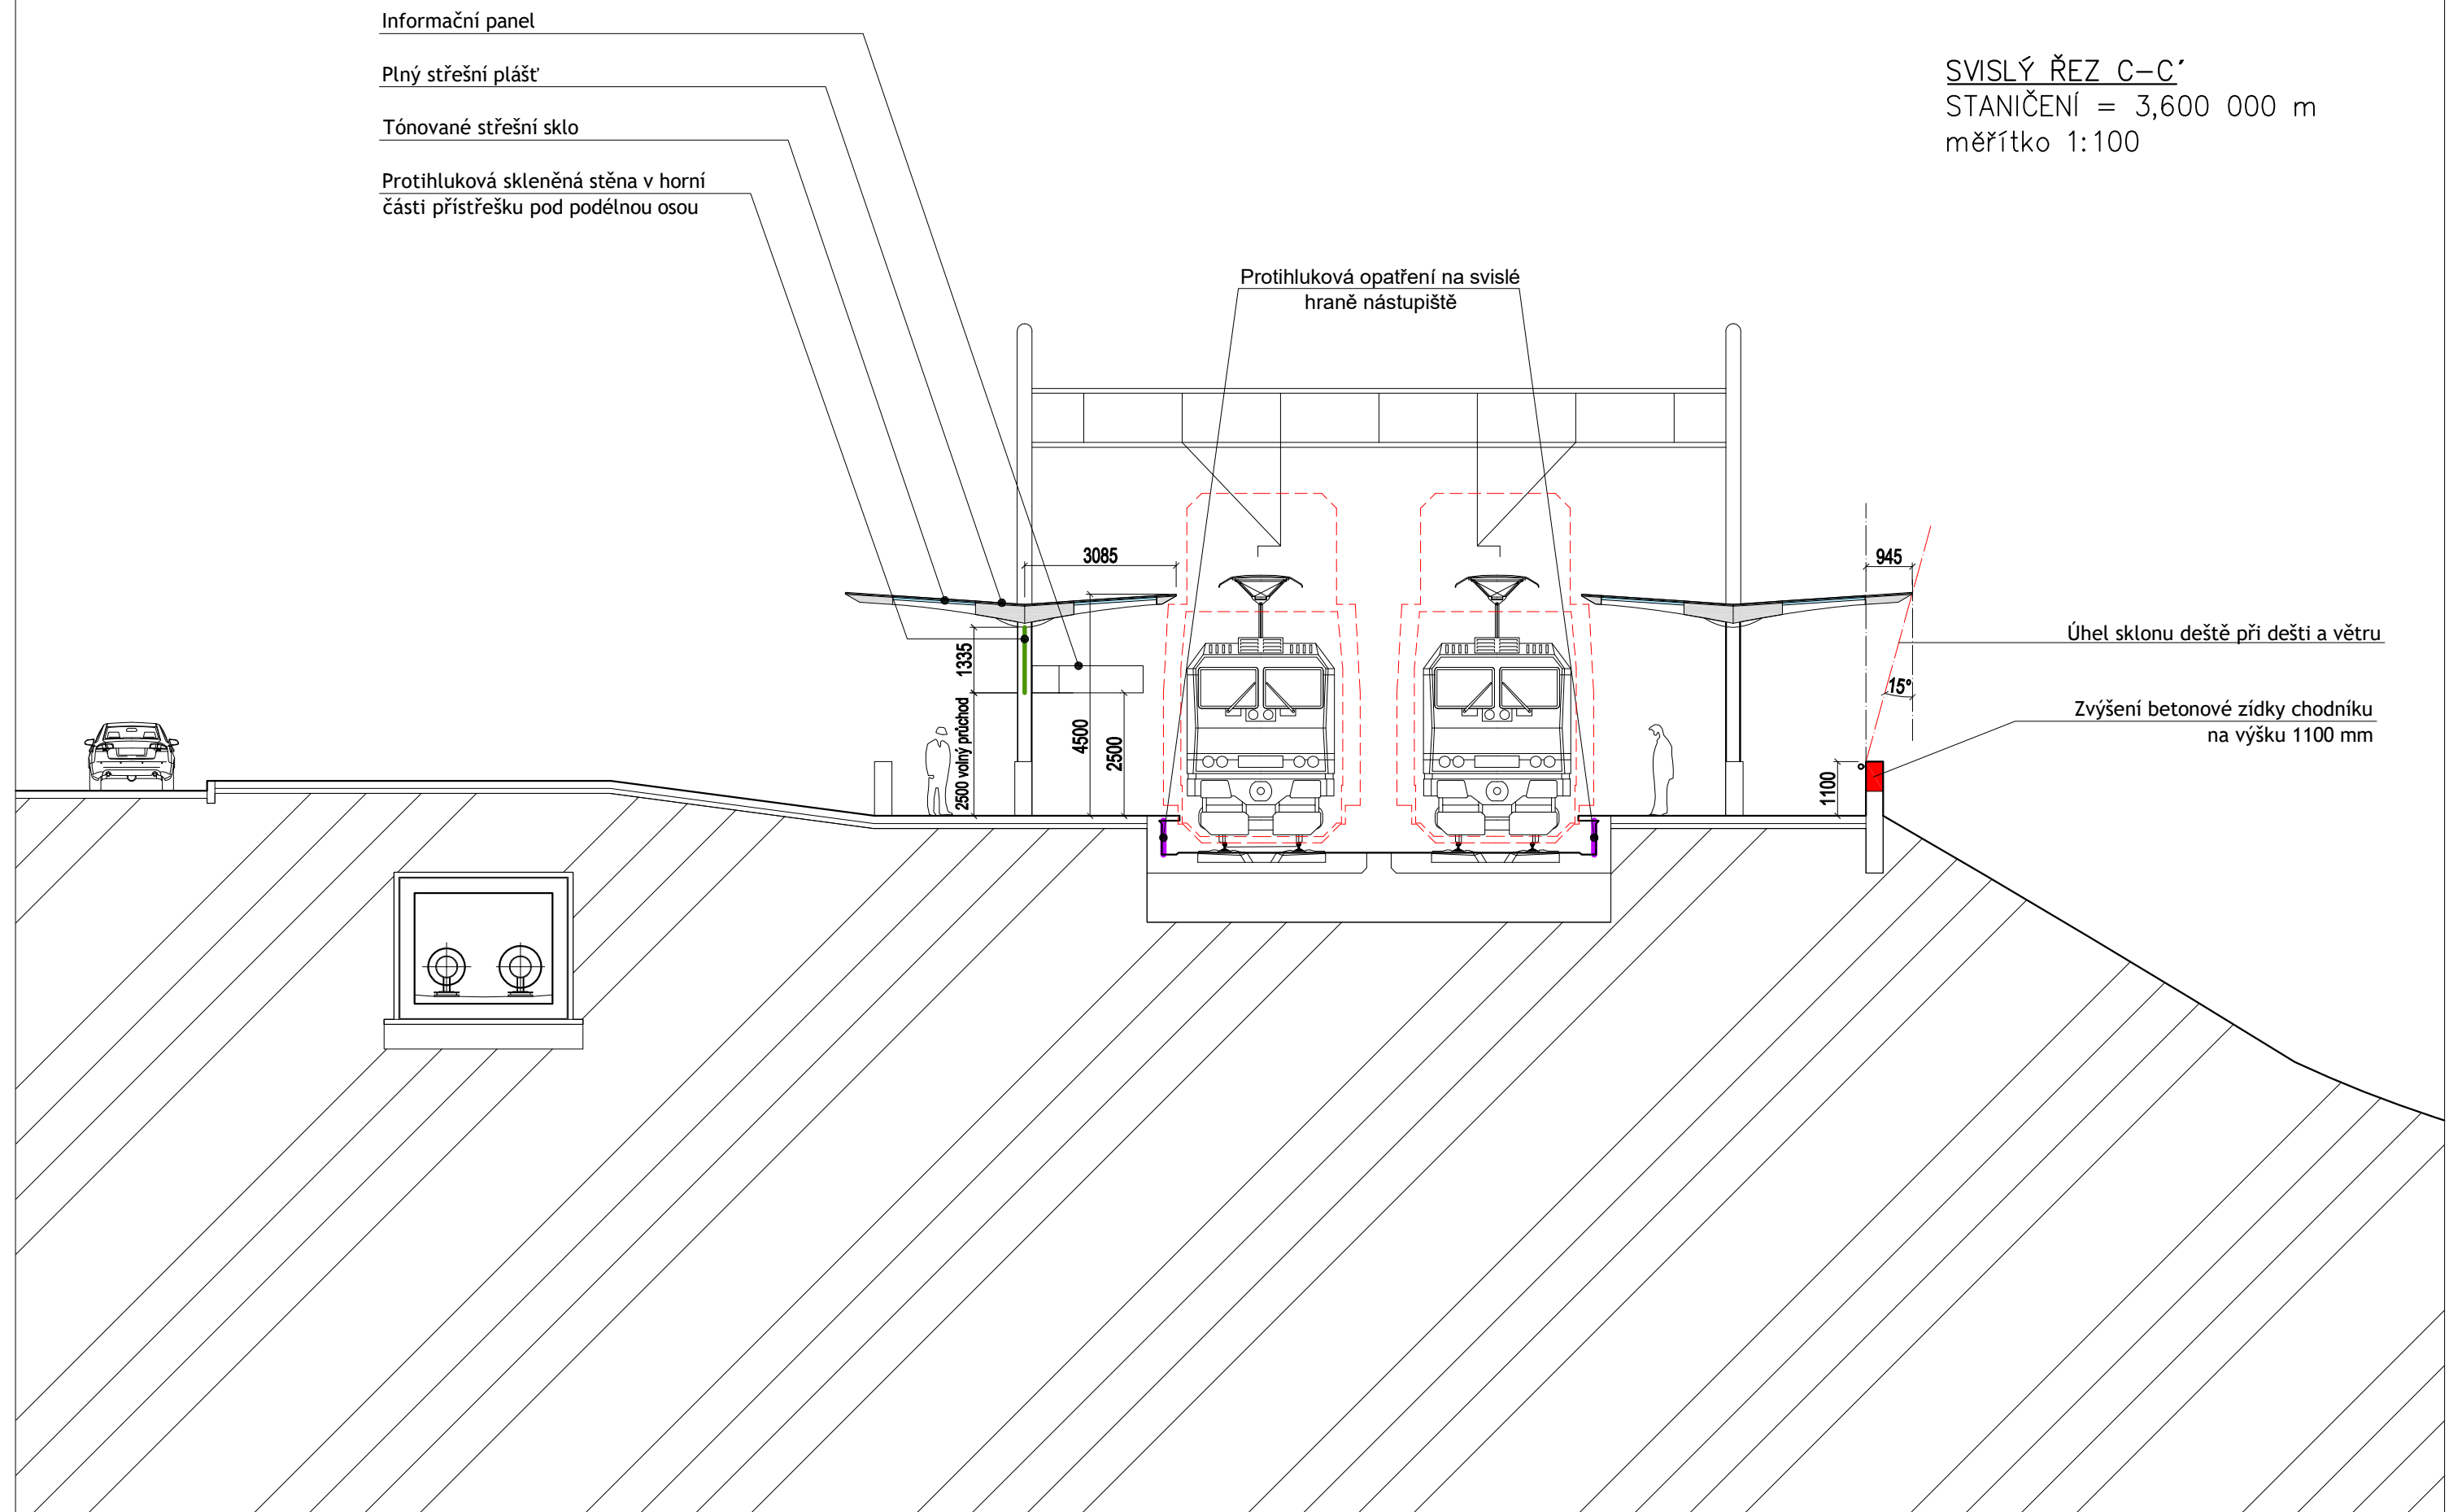 Informační panel
Plný střešní plášť
Tónované střešní sklo
Protihluková skleněná stěna v horní
části přístřešku pod podélnou osou
SVISLÝ ŘEZ C–C´
STANIČENÍ = 3,600 000 m
měřítko 1:100
Protihluková opatření na svislé
hraně nástupiště
3085
945
1335
2500 volný průchod
4500
2500
15°
1100
Úhel sklonu deště při dešti a větru
Zvýšení betonové zídky chodníku
na výšku 1100 mm